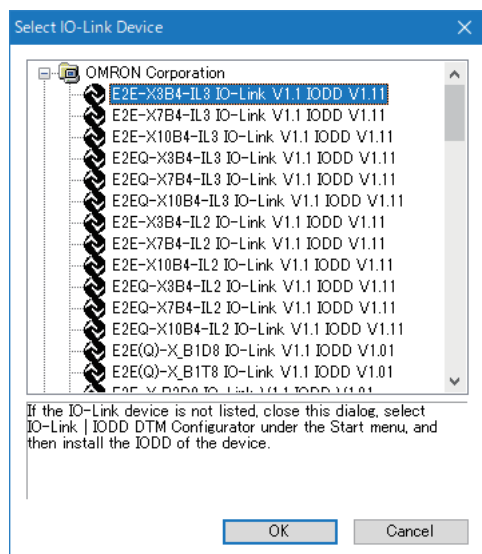 Select IO-Link Device
OMRON Corporation
E2E-X3B4-IL3 IO-Link V1.1 IODD V1.11
E2E-X7B4-IL3 IO-Link V1.1 IODD V1.11
E2E-X10B4-IL3 IO-Link V1.1 IODD V1.11
E2EQ-X3B4-IL3 IO-Link V1.1 IODD V1.11
E2EQ-X7B4-IL3 IO-Link V1.1 IODD V1.11
E2EQ-X10B4-IL3 IO-Link V1.1 IODD V1.11
E2E-X3B4-IL2 IO-Link V1.1 IODD V1.11
E2E-X7B4-IL2 IO-Link V1.1 IODD V1.11
E2E-X10B4-IL2 IO-Link V1.1 IODD V1.11
E2EQ-X3B4-IL2 IO-Link V1.1 IODD V1.11
E2EQ-X7B4-IL2 IO-Link V1.1 IODD V1.11
E2EQ-X10B4-IL2 IO-Link V1.1 IODD V1.11
E2E(Q)-X_B1D8 IO-Link V1.1 IODD V1.01
E2E(Q)-X_B1T8 IO-Link V1.1 IODD V1.01
If the IO-Link device is not listed, close this dialog, select
IO-Link | IODD DTM Configurator under the Start menu, and
then install the IODD of the device.
OK
Cancel